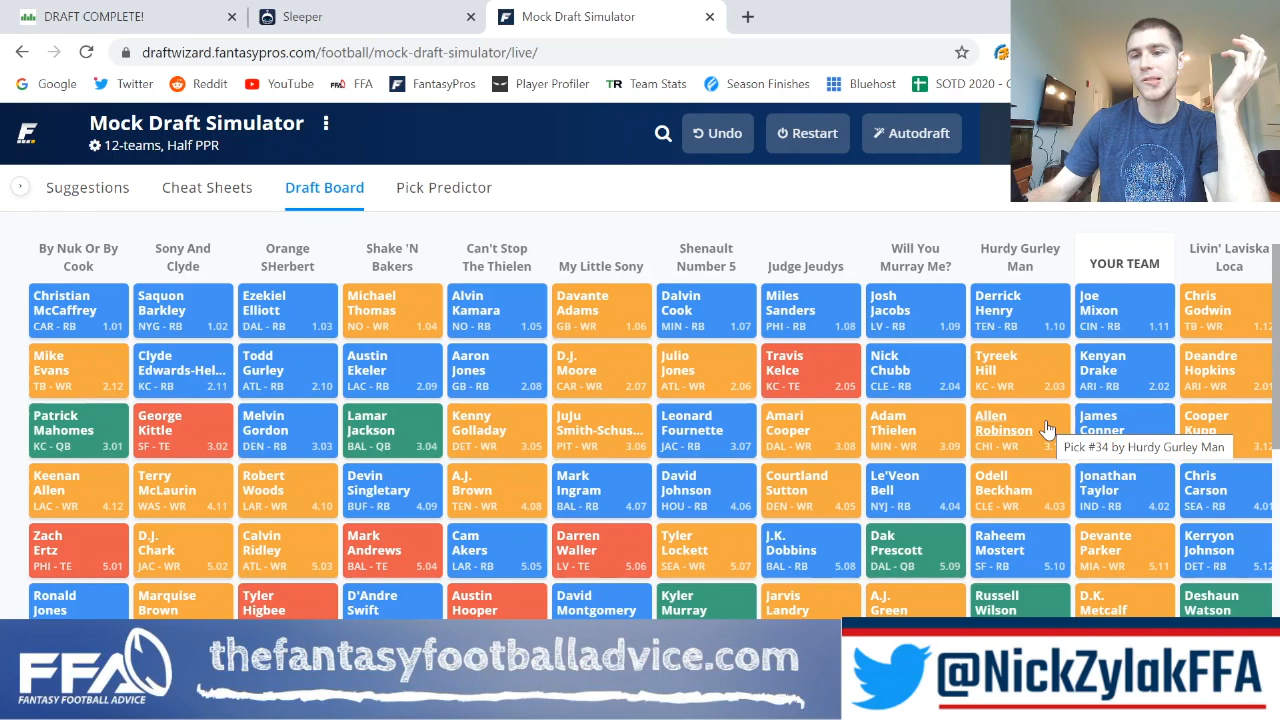 DRAFT COMPLETE!
Sleeper
Mock Draft Simulator
draftwizard.fantasypros.com/football/mock-draft-simulator/live/
Google
Twitter
Reddit
YouTube
FFA
FantasyPros
Player Profiler
TR Team Stats
Season Finishes
Bluehost
SOTD 2020 -
Mock Draft Simulator
12-teams, Half PPR
Undo
Restart
Autodraft
Suggestions
Cheat Sheets
Draft Board
Pick Predictor
By Nuk Or By Cook
Sony And Clyde
Orange SHerbert
Shake 'N Bakers
Can't Stop The Thielen
My Little Sony
Shenault Number 5
Judge Jeudys
Will You Murray Me?
Hurdy Gurley Man
YOUR TEAM
Livin' Laviska Loca
Christian McCaffrey CAR - RB 1.01
Saquon Barkley NYG - RB 1.02
Ezekiel Elliott DAL - RB 1.03
Michael Thomas NO - WR 1.04
Alvin Kamara NO - RB 1.05
Davante Adams GB - WR 1.06
Dalvin Cook MIN - RB 1.07
Miles Sanders PHI - RB 1.08
Josh Jacobs LV - RB 1.09
Derrick Henry TEN - RB 1.10
Joe Mixon CIN - RB 1.11
Chris Godwin TB - WR 1.12
Mike Evans TB - WR 2.12
Clyde Edwards-Hel... KC - RB 2.11
Todd Gurley ATL - RB 2.10
Austin Ekeler LAC - RB 2.09
Aaron Jones GB - RB 2.08
D.J. Moore CAR - WR 2.07
Julio Jones ATL - WR 2.06
Travis Kelce KC - TE 2.05
Nick Chubb CLE - RB 2.04
Tyreek Hill KC - WR 2.03
Kenyan Drake ARI - RB 2.02
Deandre Hopkins ARI - WR 2.01
Patrick Mahomes KC - QB 3.01
George Kittle SF - TE 3.02
Melvin Gordon DEN - RB 3.03
Lamar Jackson BAL - QB 3.04
Kenny Golladay DET - WR 3.05
JuJu Smith-Schus... PIT - WR 3.06
Leonard Fournette JAC - RB 3.07
Amari Cooper DAL - WR 3.08
Adam Thielen MIN - WR 3.09
Allen Robinson CHI - WR
James Conner
Cooper Kupp 3.12
Pick #34 by Hurdy Gurley Man
Keenan Allen LAC - WR 4.12
Terry McLaurin WAS - WR 4.11
Robert Woods LAR - WR 4.10
Devin Singletary BUF - RB 4.09
A.J. Brown TEN - WR 4.08
Mark Ingram BAL - RB 4.07
David Johnson HOU - RB 4.06
Courtland Sutton DEN - WR 4.05
Le'Veon Bell NYJ - RB 4.04
Odell Beckham CLE - WR 4.03
Jonathan Taylor IND - RB 4.02
Chris Carson SEA - RB 4.01
Zach Ertz PHI - TE 5.01
D.J. Chark JAC - WR 5.02
Calvin Ridley ATL - WR 5.03
Mark Andrews BAL - TE 5.04
Cam Akers LAR - RB 5.05
Darren Waller LV - TE 5.06
Tyler Lockett SEA - WR 5.07
J.K. Dobbins BAL - RB 5.08
Dak Prescott DAL - QB 5.09
Raheem Mostert SF - RB 5.10
Devante Parker MIA - WR 5.11
Kerryon Johnson DET - RB 5.12
Ronald Jones
Marquise Brown
Tyler Higbee
D'Andre Swift
Austin Hooper
David Montgomery
Kyler Murray
Jarvis Landry
A.J. Green
Russell Wilson
D.K. Metcalf
Deshaun Watson
FFA
FANTASY FOOTBALL ADVICE
thefantasyfootballadvice.com
@NickZylakFFA